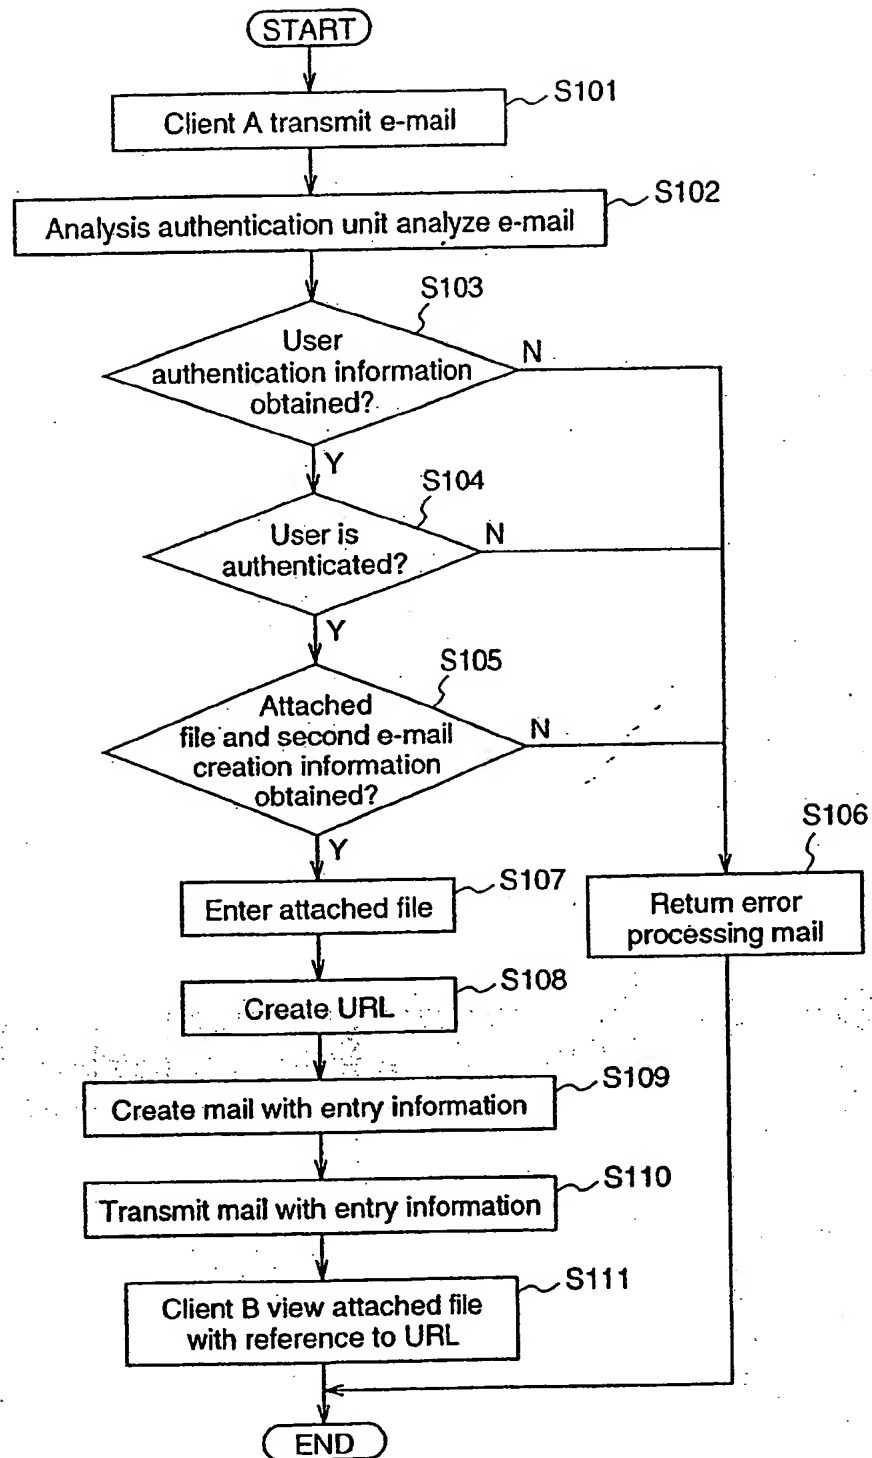 START
S101
Client A transmit e-mail
S102
Analysis authentication unit analyze e-mail
S103
User
authentication information
obtained?
N
Y
S104
User is
authenticated?
N
Y
S105
Attached
file and second e-mail
creation information
obtained?
N
Y
S106
Return error
processing mail
S107
Enter attached file
S108
Create URL
S109
Create mail with entry information
S110
Transmit mail with entry information
S111
Client B view attached file
with reference to URL
END